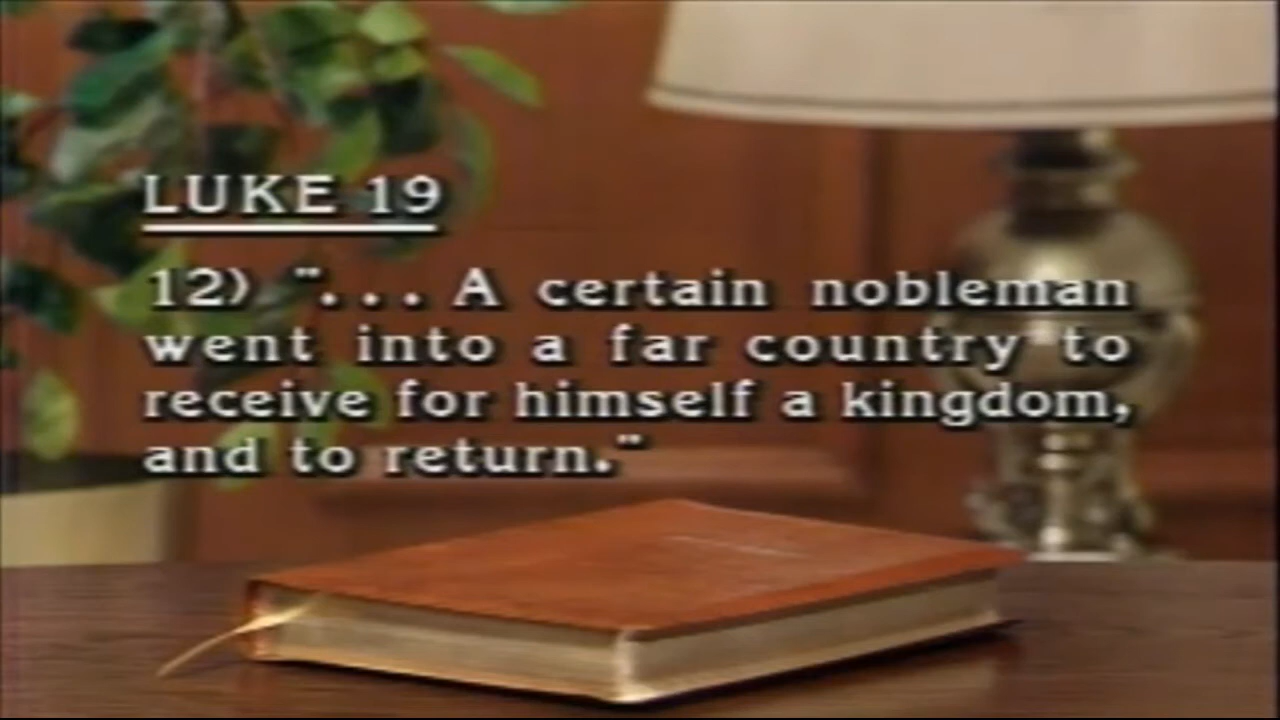 LUKE 19
12) "... A certain nobleman
went into a far country to
receive for himself a kingdom,
and to return."